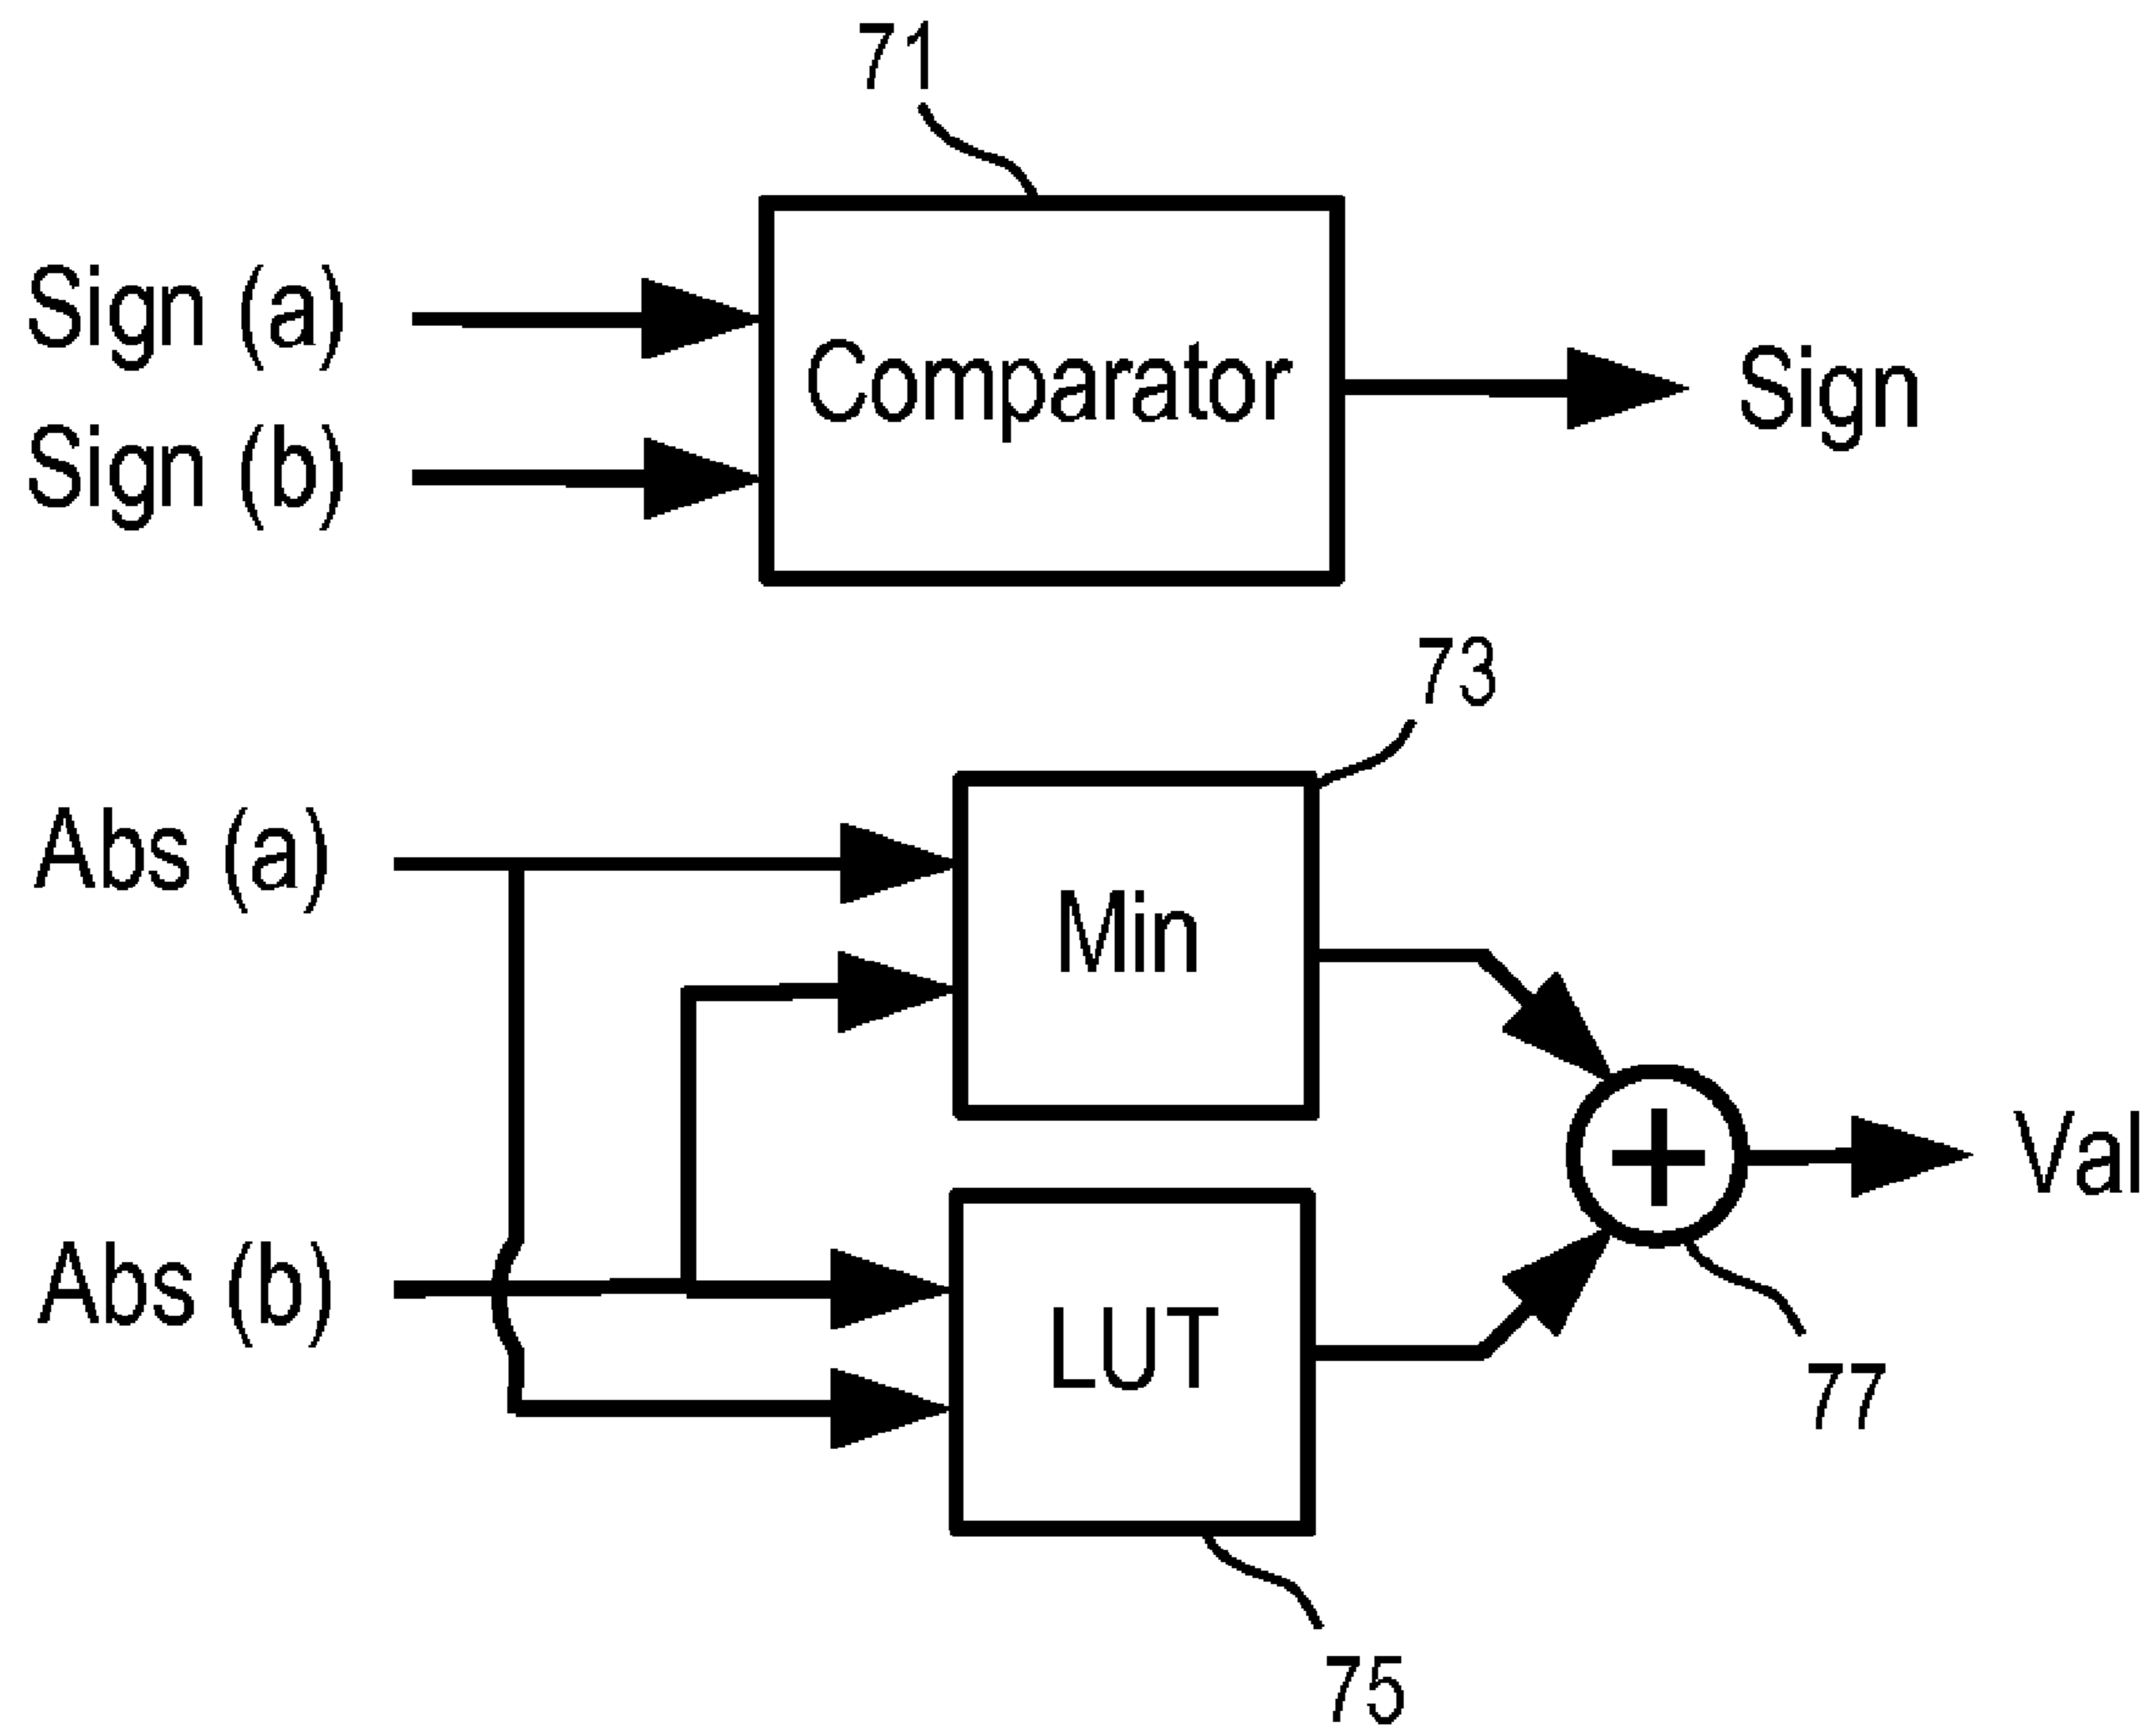 71
Sign (a)
Sign (b)
Comparator
Sign
73
Abs (a)
Min
Abs (b)
LUT
+
Val
77
75